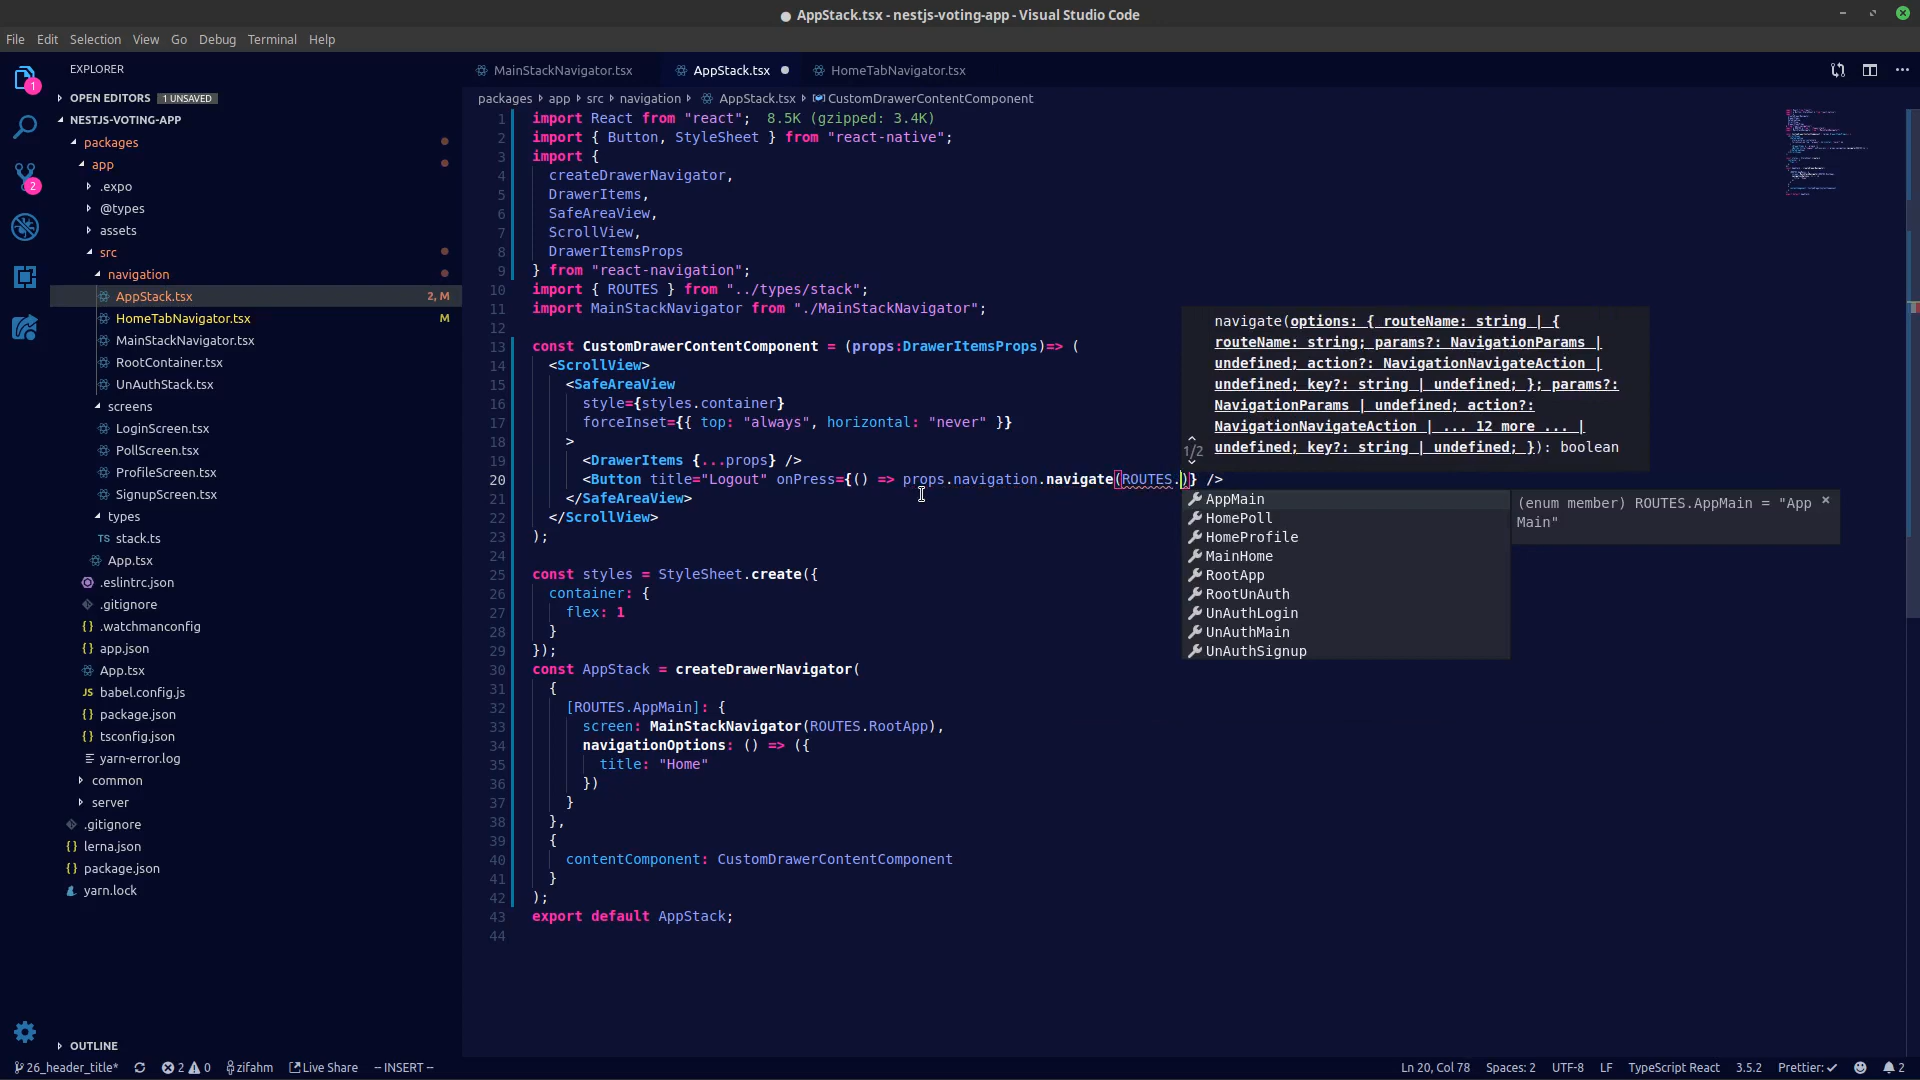 ● AppStack.tsx - nestjs-voting-app - Visual Studio Code
File Edit Selection View Go Debug Terminal Help
EXPLORER
OPEN EDITORS 1 UNSAVED
NESTJS-VOTING-APP
packages
app
.expo
@types
assets
src
navigation
AppStack.tsx 2, M
HomeTabNavigator.tsx M
MainStackNavigator.tsx
RootContainer.tsx
UnAuthStack.tsx
screens
LoginScreen.tsx
PollScreen.tsx
ProfileScreen.tsx
SignupScreen.tsx
types
TS stack.ts
App.tsx
.eslintrc.json
.gitignore
.watchmanconfig
{} app.json
App.tsx
JS babel.config.js
{} package.json
{} tsconfig.json
yarn-error.log
common
server
.gitignore
{} lerna.json
{} package.json
yarn.lock
OUTLINE
1
2
MainStackNavigator.tsx AppStack.tsx ● HomeTabNavigator.tsx
packages › app › src › navigation › AppStack.tsx › CustomDrawerContentComponent
1 import React from "react"; 8.5K (gzipped: 3.4K)
2 import { Button, StyleSheet } from "react-native";
3 import {
4 createDrawerNavigator,
5 DrawerItems,
6 SafeAreaView,
7 ScrollView,
8 DrawerItemsProps
9 } from "react-navigation";
10 import { ROUTES } from "../types/stack";
11 import MainStackNavigator from "./MainStackNavigator";
12
13 const CustomDrawerContentComponent = (props:DrawerItemsProps)=> (
14 <ScrollView>
15 <SafeAreaView
16 style={styles.container}
17 forceInset={{ top: "always", horizontal: "never" }}
18 >
19 <DrawerItems {...props} />
20 <Button title="Logout" onPress={() => props.navigation.navigate(ROUTES.)} />
21 </SafeAreaView>
22 </ScrollView>
23 );
24
25 const styles = StyleSheet.create({
26 container: {
27 flex: 1
28 }
29 });
30 const AppStack = createDrawerNavigator(
31 {
32 [ROUTES.AppMain]: {
33 screen: MainStackNavigator(ROUTES.RootApp),
34 navigationOptions: () => ({
35 title: "Home"
36 })
37 }
38 },
39 {
40 contentComponent: CustomDrawerContentComponent
41 }
42 );
43 export default AppStack;
44
navigate(options: { routeName: string | {
routeName: string; params?: NavigationParams |
undefined; action?: NavigationNavigateAction |
undefined; key?: string | undefined; }; params?:
NavigationParams | undefined; action?:
NavigationNavigateAction | ... 12 more ... |
undefined; key?: string | undefined; }): boolean
1/2
AppMain
HomePoll
HomeProfile
MainHome
RootApp
RootUnAuth
UnAuthLogin
UnAuthMain
UnAuthSignup
(enum member) ROUTES.AppMain = "App
Main"
26_header_title* 2 0 zifahm Live Share -- INSERT -- Ln 20, Col 78 Spaces: 2 UTF-8 LF TypeScript React 3.5.2 Prettier: ✓ 2